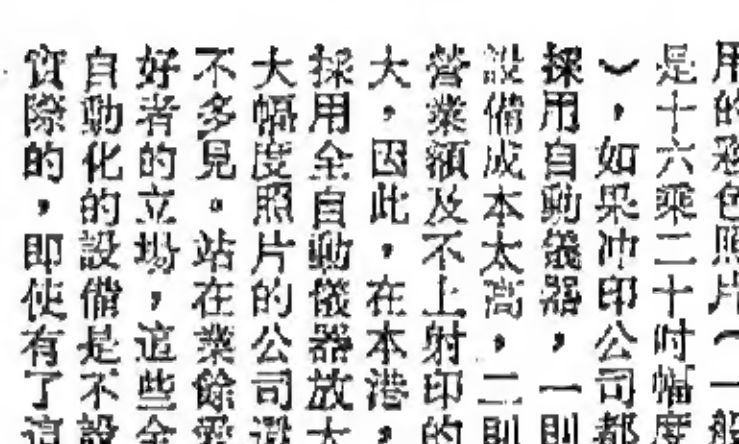 用的彩色照片（一般
是十六乘二十吋幅度
），如果沖印公司都
採用自動儀器，一則
設備成本太高，二則
營業額及不上射印的
大，因此，在本港，
採用全自動儀器放大
大幅度照片的公司還
不多見。站在業餘愛
好者的立場，這些全
自動化的設備是不設
實際的，即使有了這